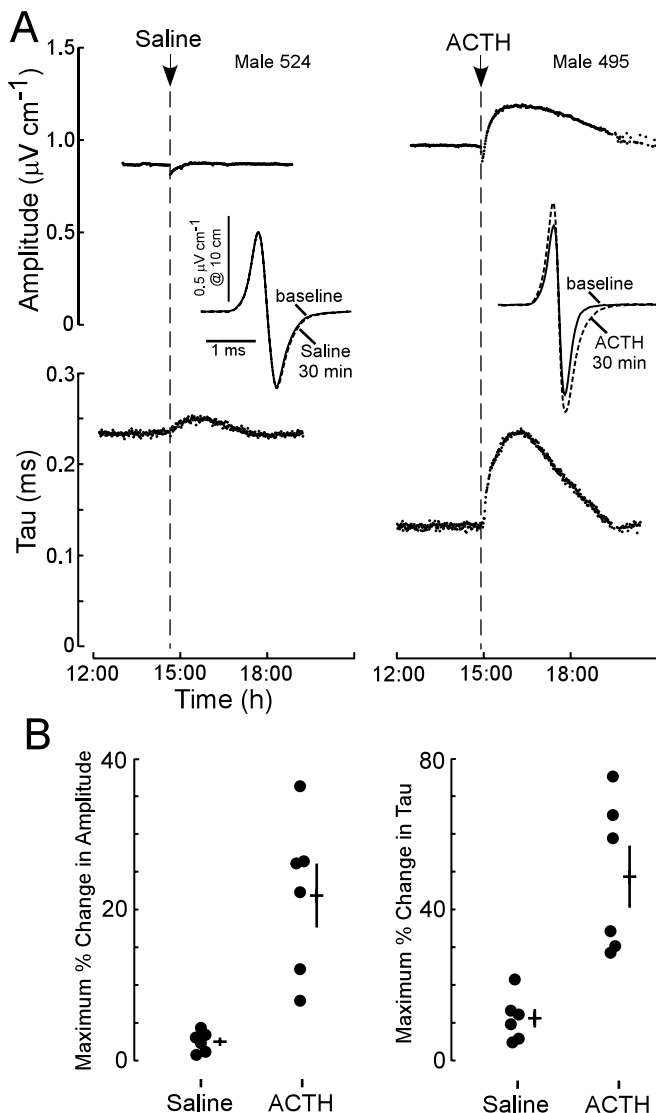 A
Saline
Male 524
ACTH
Male 495
Amplitude (μV cm-1)
1.5
1.0
0.5
0
0.5 μV cm-1
@ 10 cm
1 ms
baseline
Saline
30 min
baseline
ACTH
30 min
Tau (ms)
0.3
0.2
0.1
0
12:00
15:00
18:00
12:00
15:00
18:00
Time (h)
B
Maximum % Change in Amplitude
40
20
0
Saline
ACTH
Maximum % Change in Tau
80
40
0
Saline
ACTH